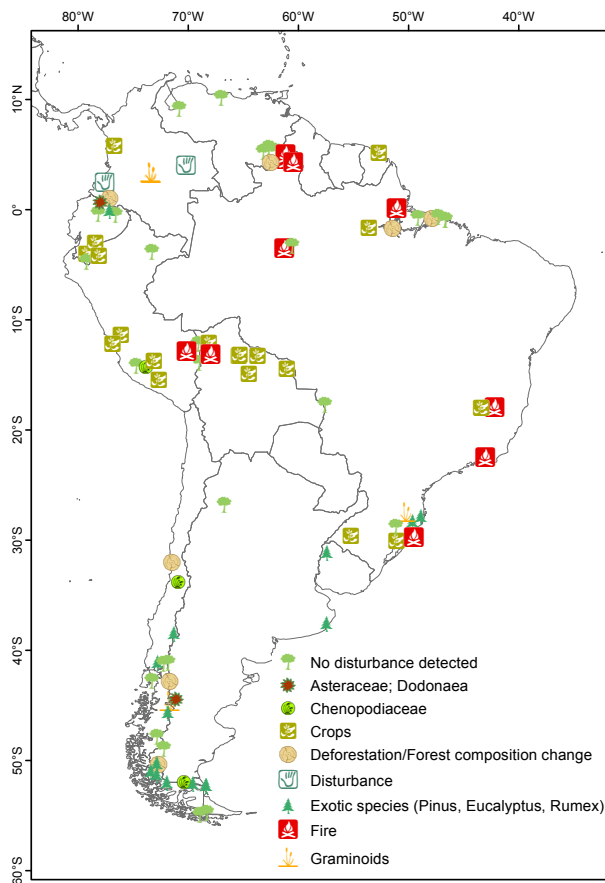 80°W 70°W 60°W 50°W 40°W
10°N
0°
10°S
20°S
30°S
40°S
50°S
60°S
No disturbance detected
Asteraceae; Dodonaea
Chenopodiaceae
Crops
Deforestation/Forest composition change
Disturbance
Exotic species (Pinus, Eucalyptus, Rumex)
Fire
Graminoids